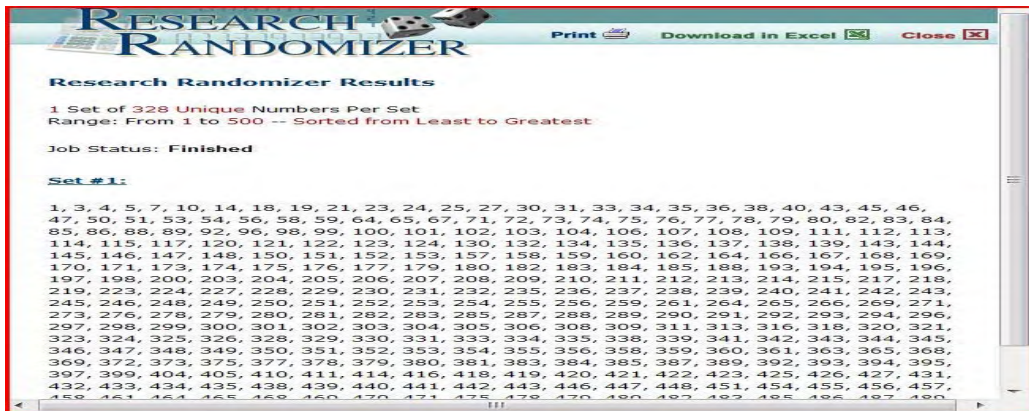 RESEARCH
RANDOMIZER
Print Download in Excel Close
Research Randomizer Results
1 Set of 328 Unique Numbers Per Set
Range: From 1 to 500 -- Sorted from Least to Greatest
Job Status: Finished
Set #1:
1, 3, 4, 5, 7, 10, 14, 18, 19, 21, 23, 24, 25, 27, 30, 31, 33, 34, 35, 36, 38, 40, 43, 45, 46,
47, 50, 51, 53, 54, 56, 58, 59, 64, 65, 67, 71, 72, 73, 74, 75, 76, 77, 78, 79, 80, 82, 83, 84,
85, 86, 88, 89, 92, 96, 98, 99, 100, 101, 102, 103, 104, 106, 107, 108, 109, 111, 112, 113,
114, 115, 117, 120, 121, 122, 123, 124, 130, 132, 134, 135, 136, 137, 138, 139, 143, 144,
145, 146, 147, 148, 150, 151, 152, 153, 157, 158, 159, 160, 162, 164, 166, 167, 168, 169,
170, 171, 173, 174, 175, 176, 177, 179, 180, 182, 183, 184, 185, 188, 193, 194, 195, 196,
197, 198, 200, 203, 204, 205, 206, 207, 208, 209, 210, 211, 212, 213, 214, 215, 217, 218,
219, 223, 224, 227, 228, 229, 230, 231, 232, 235, 236, 237, 238, 239, 240, 241, 242, 243,
245, 246, 248, 249, 250, 251, 252, 253, 254, 255, 256, 259, 261, 264, 265, 266, 269, 271,
273, 276, 278, 279, 280, 281, 282, 283, 285, 287, 288, 289, 290, 291, 292, 293, 294, 296,
297, 298, 299, 300, 301, 302, 303, 304, 305, 306, 308, 309, 311, 313, 316, 318, 320, 321,
323, 324, 325, 326, 328, 329, 330, 331, 333, 334, 335, 338, 339, 341, 342, 343, 344, 345,
346, 347, 348, 349, 350, 351, 352, 353, 354, 355, 356, 358, 359, 360, 361, 363, 365, 368,
369, 372, 373, 375, 377, 378, 379, 380, 381, 383, 384, 385, 387, 389, 392, 393, 394, 395,
397, 399, 404, 405, 410, 411, 414, 416, 418, 419, 420, 421, 422, 423, 425, 426, 427, 431,
432, 433, 434, 435, 438, 439, 440, 441, 442, 443, 446, 447, 448, 451, 454, 455, 456, 457,